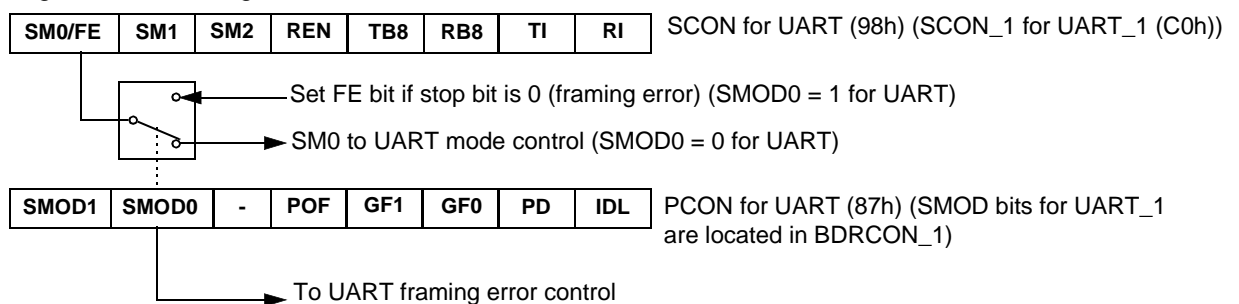 SM0/FE SM1 SM2 REN TB8 RB8 TI RI SCON for UART (98h) (SCON_1 for UART_1 (C0h))
Set FE bit if stop bit is 0 (framing error) (SMOD0 = 1 for UART)
SM0 to UART mode control (SMOD0 = 0 for UART)
SMOD1 SMOD0 - POF GF1 GF0 PD IDL PCON for UART (87h) (SMOD bits for UART_1
are located in BDRCON_1)
To UART framing error control